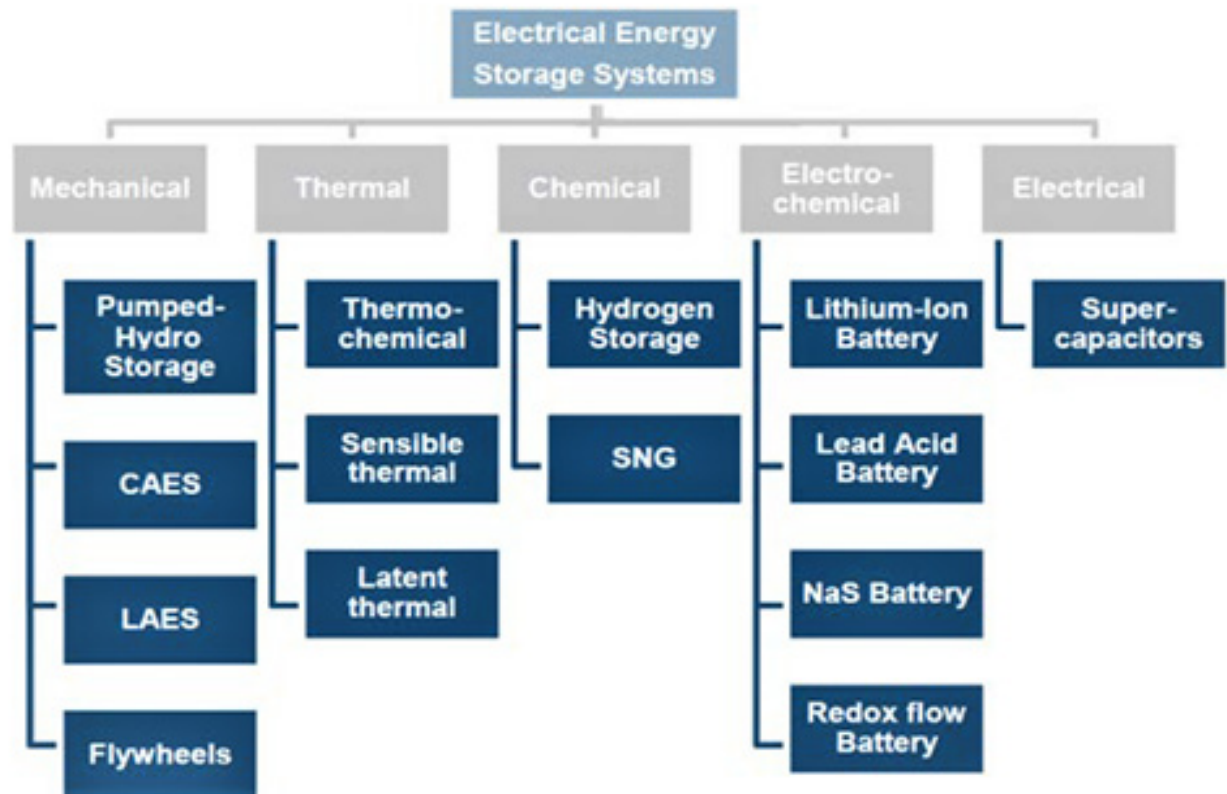 Electrical Energy
Storage Systems
Mechanical
Thermal
Chemical
Electro-
chemical
Electrical
Pumped-
Hydro
Storage
CAES
LAES
Flywheels
Thermo-
chemical
Sensible
thermal
Latent
thermal
Hydrogen
Storage
SNG
Lithium-Ion
Battery
Lead Acid
Battery
NaS Battery
Redox flow
Battery
Super-
capacitors